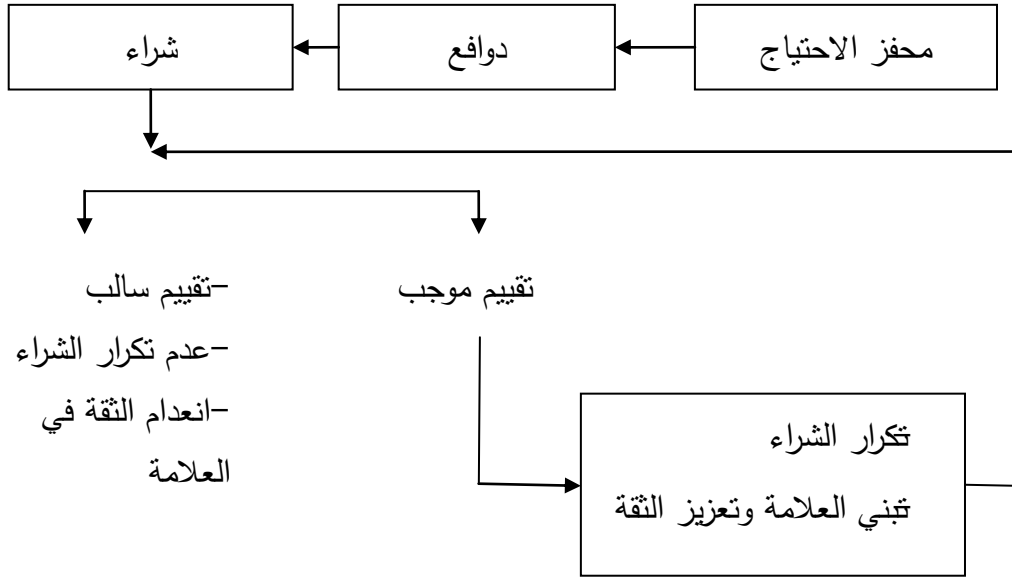 محفز الاحتياج
دوافع
شراء
تقييم موجب
-تقييم سالب
-عدم تكرار الشراء
-انعدام الثقة في
العلامة
-تكرار الشراء
-تبني العلامة وتعزيز الثقة